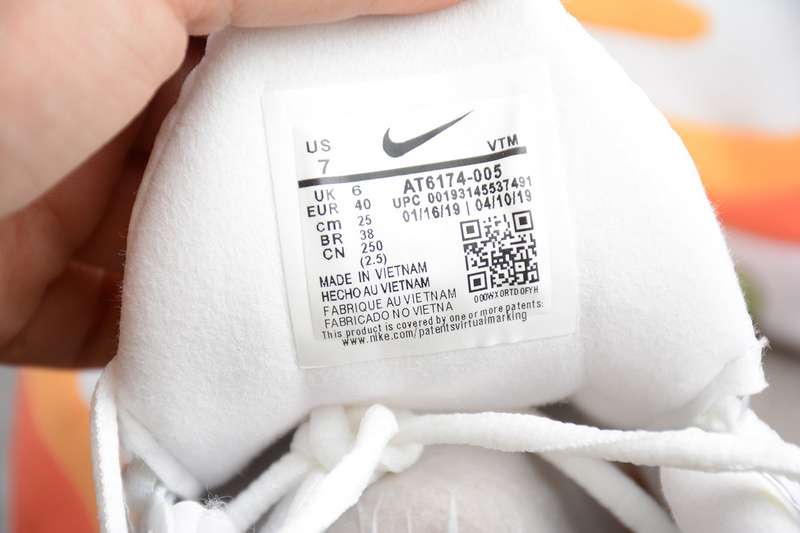 US VTM
7
AT6174-005
UK 6 UPC 00193145537491
EUR 40 01/16/19 | 04/10/19
cm 25
BR 38
CN 250
(2.5)
MADE IN VIETNAM
HECHO AU VIETNAM
FABRIQUE AU VIETNAM
FABRICADO NO VIETNA
000WXORTDOFYH
This product is covered by one or more patents:
www.nike.com/patentsvirtualmarking